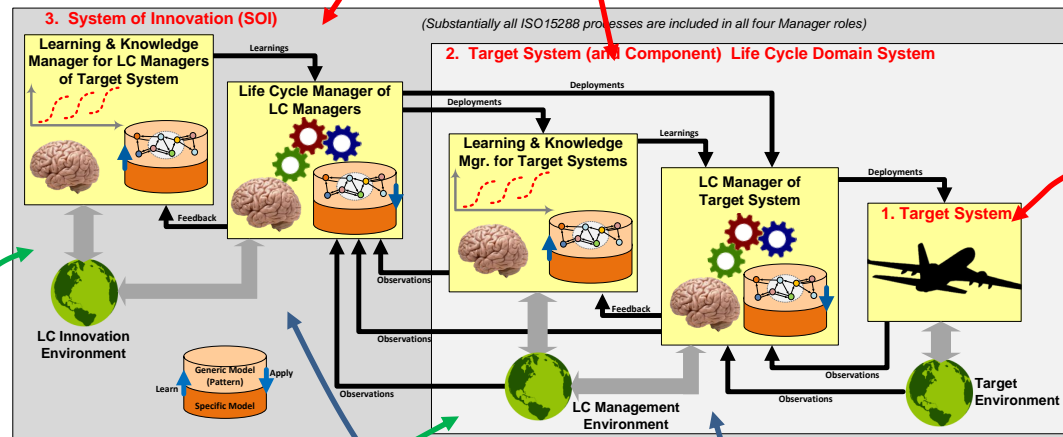 3. System of Innovation (SOI)
(Substantially all ISO15288 processes are included in all four Manager roles)
Learning & Knowledge
Manager for LC Managers
of Target System
Learnings
Life Cycle Manager of
LC Managers
Feedback
LC Innovation
Environment
Generic Model
(Pattern)
Learn
Apply
Specific Model
2. Target System (and Component) Life Cycle Domain System
Deployments
Deployments
Learning & Knowledge
Mgr. for Target Systems
Learnings
LC Manager of
Target System
Deployments
1. Target System
Observations
Feedback
Observations
Observations
Observations
Observations
LC Management
Environment
Target
Environment